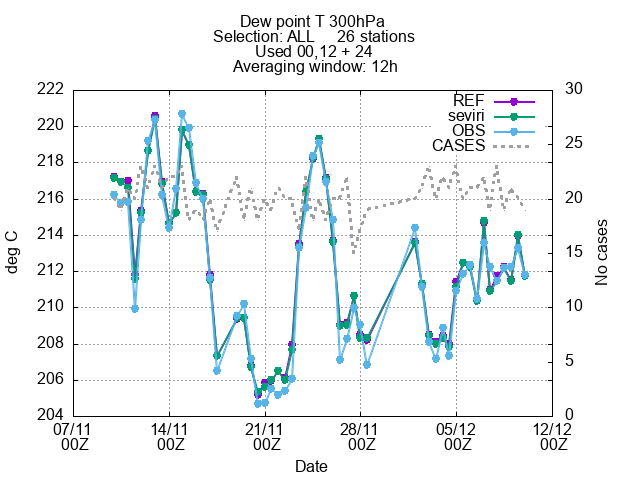 Dew point T 300hPa
Selection: ALL     26 stations
Used 00,12 + 24
Averaging window: 12h
REF
seviri
OBS
CASES
222
220
218
216
214
212
210
208
206
204
deg C
30
25
20
15
10
5
0
No cases
07/11 14/11 21/11 28/11 05/12 12/12
00Z 00Z 00Z 00Z 00Z 00Z
Date